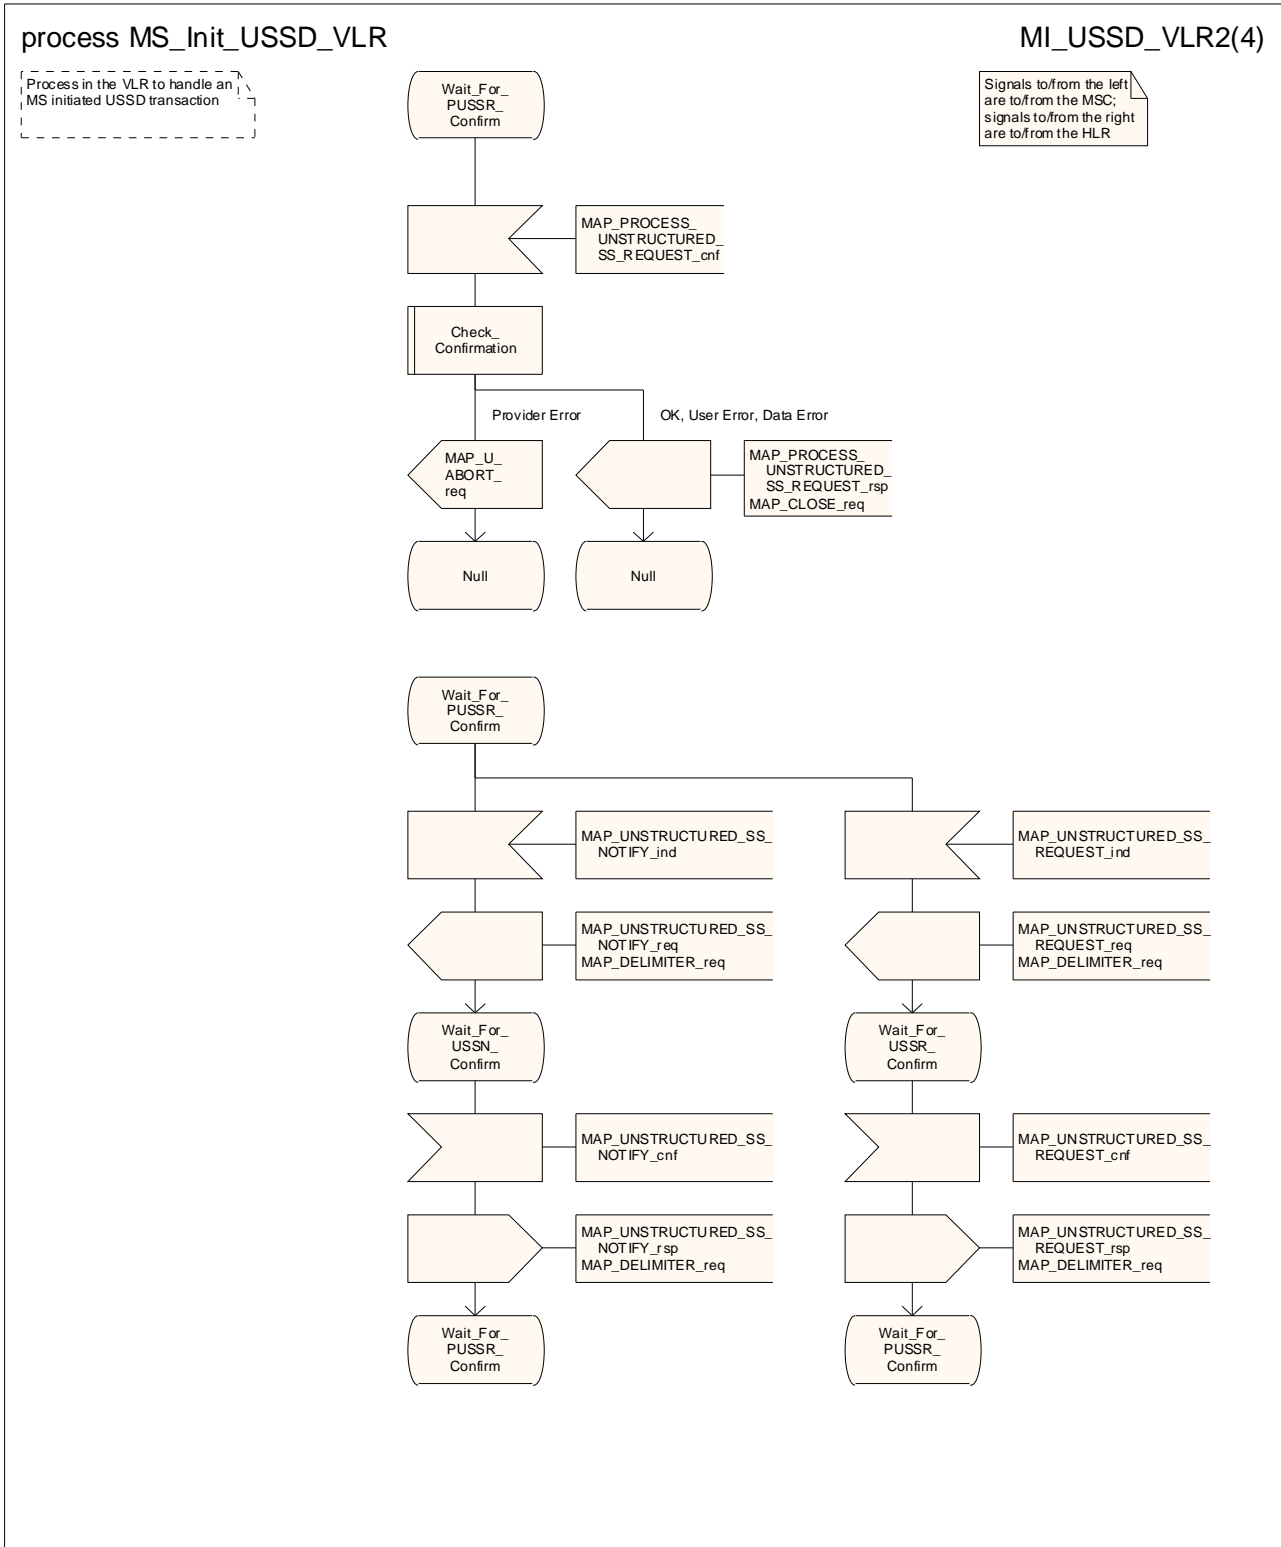 process MS_Init_USSD_VLR
MI_USSD_VLR2(4)
Process in the VLR to handle an
MS initiated USSD transaction
Signals to/from the left
are to/from the MSC;
signals to/from the right
are to/from the HLR
Wait_For_
PUSSR_
Confirm
MAP_PROCESS_
UNSTRUCTURED_
SS_REQUEST_cnf
Check_
Confirmation
Provider Error
OK, User Error, Data Error
MAP_U_
ABORT_
req
MAP_PROCESS_
UNSTRUCTURED_
SS_REQUEST_rsp
MAP_CLOSE_req
Null
Null
Wait_For_
PUSSR_
Confirm
MAP_UNSTRUCTURED_SS_
NOTIFY_ind
MAP_UNSTRUCTURED_SS_
REQUEST_ind
MAP_UNSTRUCTURED_SS_
NOTIFY_req
MAP_DELIMITER_req
MAP_UNSTRUCTURED_SS_
REQUEST_req
MAP_DELIMITER_req
Wait_For_
USSN_
Confirm
Wait_For_
USSR_
Confirm
MAP_UNSTRUCTURED_SS_
NOTIFY_cnf
MAP_UNSTRUCTURED_SS_
REQUEST_cnf
MAP_UNSTRUCTURED_SS_
NOTIFY_rsp
MAP_DELIMITER_req
MAP_UNSTRUCTURED_SS_
REQUEST_rsp
MAP_DELIMITER_req
Wait_For_
PUSSR_
Confirm
Wait_For_
PUSSR_
Confirm